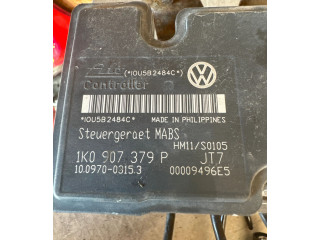 Ate (*IOU5B2484C*)
Controller
*IOU5B2484C* MADE IN PHILIPPINES
Steuergeraet MABS
HM11/S0105
1K0 907 379 P JT7
10.0970-0315.3 00009496E5